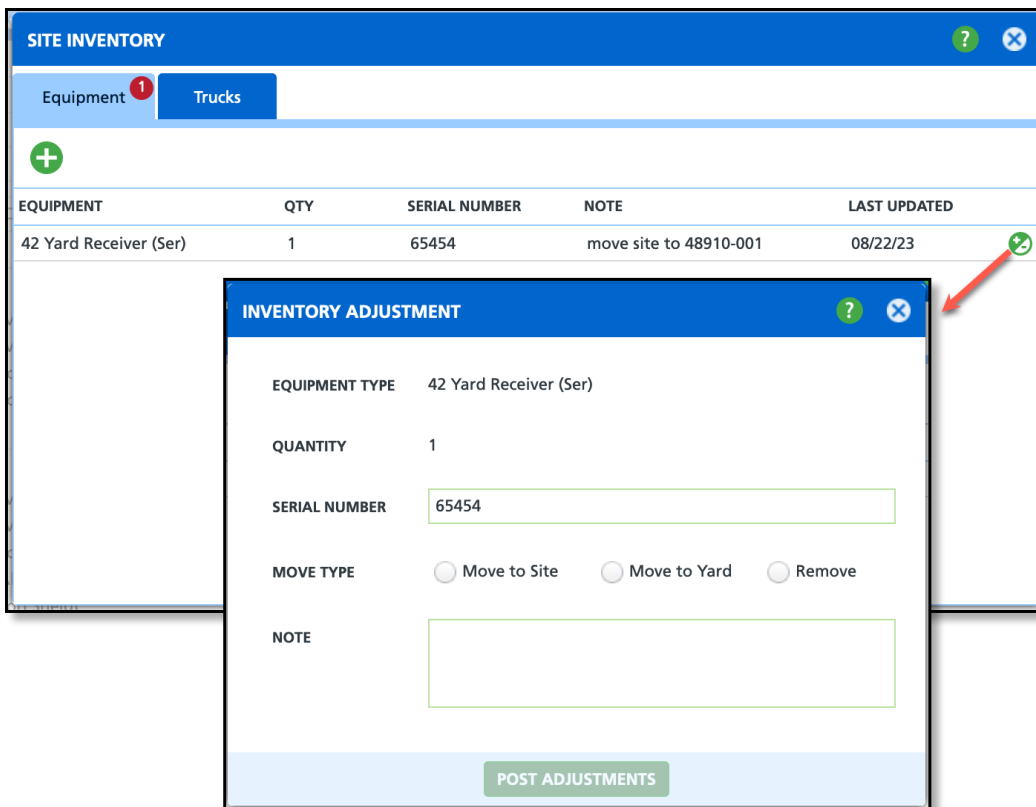 SITE INVENTORY ?
Equipment 1 Trucks
EQUIPMENT QTY SERIAL NUMBER NOTE LAST UPDATED
42 Yard Receiver (Ser) 1 65454 move site to 48910-001 08/22/23
INVENTORY ADJUSTMENT ?
EQUIPMENT TYPE 42 Yard Receiver (Ser)
QUANTITY 1
SERIAL NUMBER 65454
MOVE TYPE Move to Site Move to Yard Remove
NOTE
POST ADJUSTMENTS